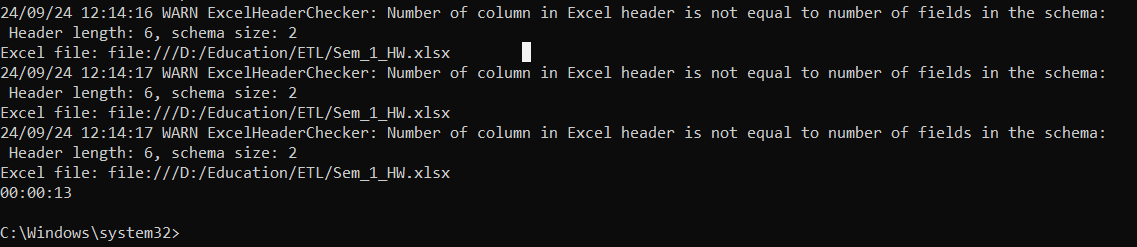 24/09/24 12:14:16 WARN ExcelHeaderChecker: Number of column in Excel header is not equal to number of fields in the schema:
 Header length: 6, schema size: 2
Excel file: file:///D:/Education/ETL/Sem_1_HW.xlsx
24/09/24 12:14:17 WARN ExcelHeaderChecker: Number of column in Excel header is not equal to number of fields in the schema:
 Header length: 6, schema size: 2
Excel file: file:///D:/Education/ETL/Sem_1_HW.xlsx
24/09/24 12:14:17 WARN ExcelHeaderChecker: Number of column in Excel header is not equal to number of fields in the schema:
 Header length: 6, schema size: 2
Excel file: file:///D:/Education/ETL/Sem_1_HW.xlsx
00:00:13
C:\Windows\system32>